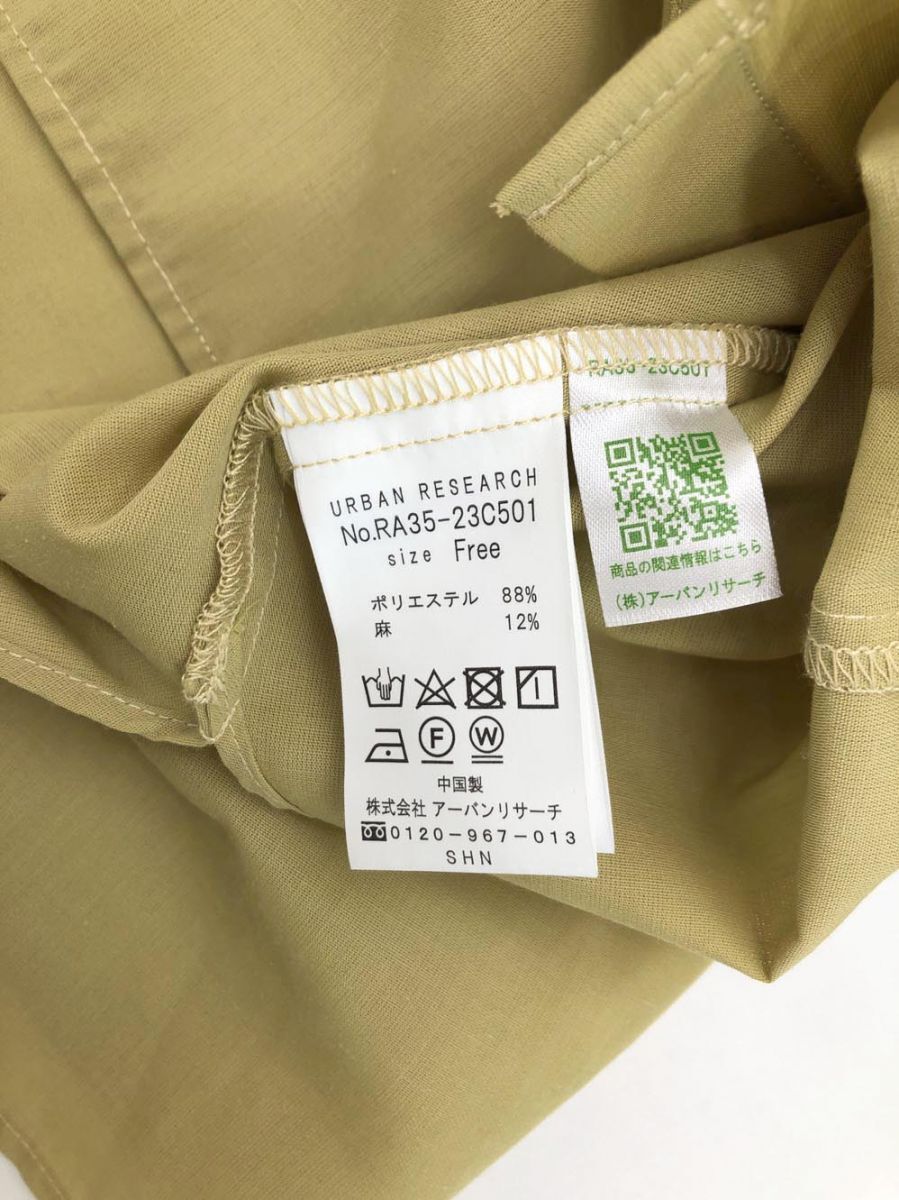 URBAN RESEARCH
No.RA35-23C501
size Free
ポリエステル 88%
麻 12%
F W
中国製
株式会社 アーバンリサーチ
0120-967-013
SHN
RA35-23C501
商品の関連情報はこちら
(株)アーバンリサーチ